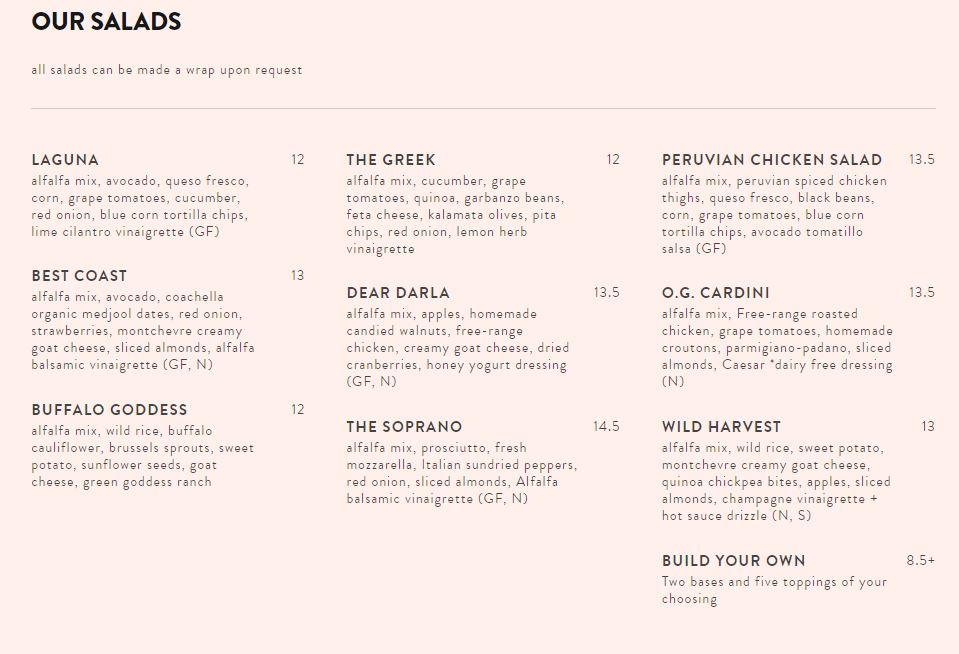 OUR SALADS
all salads can be made a wrap upon request
LAGUNA 12
alfalfa mix, avocado, queso fresco,
corn, grape tomatoes, cucumber,
red onion, blue corn tortilla chips,
lime cilantro vinaigrette (GF)
BEST COAST 13
alfalfa mix, avocado, coachella
organic medjool dates, red onion,
strawberries, montchevre creamy
goat cheese, sliced almonds, alfalfa
balsamic vinaigrette (GF, N)
BUFFALO GODDESS 12
alfalfa mix, wild rice, buffalo
cauliflower, brussels sprouts, sweet
potato, sunflower seeds, goat
cheese, green goddess ranch
THE GREEK 12
alfalfa mix, cucumber, grape
tomatoes, quinoa, garbanzo beans,
feta cheese, kalamata olives, pita
chips, red onion, lemon herb
vinaigrette
DEAR DARLA 13.5
alfalfa mix, apples, homemade
candied walnuts, free-range
chicken, creamy goat cheese, dried
cranberries, honey yogurt dressing
(GF, N)
THE SOPRANO 14.5
alfalfa mix, prosciutto, fresh
mozzarella, Italian sundried peppers,
red onion, sliced almonds, Alfalfa
balsamic vinaigrette (GF, N)
PERUVIAN CHICKEN SALAD 13.5
alfalfa mix, peruvian spiced chicken
thighs, queso fresco, black beans,
corn, grape tomatoes, blue corn
tortilla chips, avocado tomatillo
salsa (GF)
O.G. CARDINI 13.5
alfalfa mix, Free-range roasted
chicken, grape tomatoes, homemade
croutons, parmigiano-padano, sliced
almonds, Caesar *dairy free dressing
(N)
WILD HARVEST 13
alfalfa mix, wild rice, sweet potato,
montchevre creamy goat cheese,
quinoa chickpea bites, apples, sliced
almonds, champagne vinaigrette +
hot sauce drizzle (N, S)
BUILD YOUR OWN 8.5+
Two bases and five toppings of your
choosing